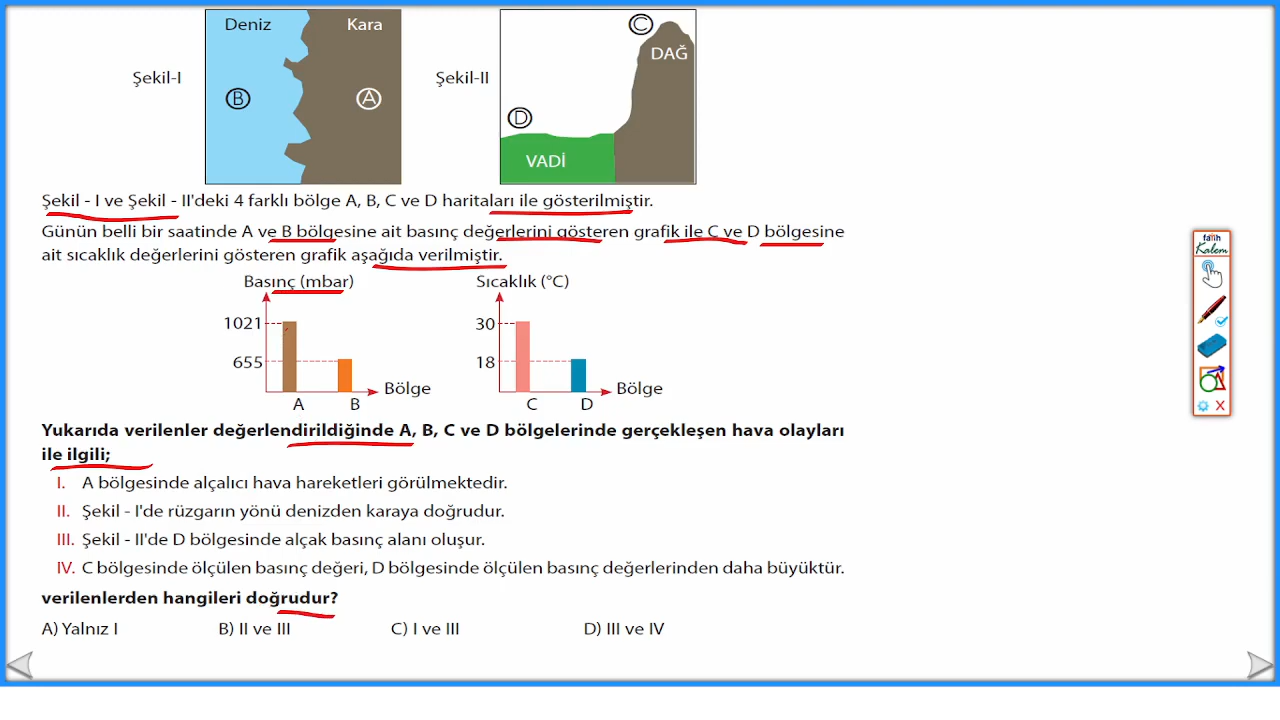 Deniz
Kara
DAĞ
C
Şekil-I
Şekil-II
B
A
D
VADİ
Şekil - I ve Şekil - II'deki 4 farklı bölge A, B, C ve D haritaları ile gösterilmiştir.
Günün belli bir saatinde A ve B bölgesine ait basınç değerlerini gösteren grafik ile C ve D bölgesine
ait sıcaklık değerlerini gösteren grafik aşağıda verilmiştir.
Basınç (mbar)
1021
655
A
B
Bölge
Sıcaklık (°C)
30
18
C
D
Bölge
Yukarıda verilenler değerlendirildiğinde A, B, C ve D bölgelerinde gerçekleşen hava olayları
ile ilgili;
I. A bölgesinde alçalıcı hava hareketleri görülmektedir.
II. Şekil - I'de rüzgarın yönü denizden karaya doğrudur.
III. Şekil - II'de D bölgesinde alçak basınç alanı oluşur.
IV. C bölgesinde ölçülen basınç değeri, D bölgesinde ölçülen basınç değerlerinden daha büyüktür.
verilenlerden hangileri doğrudur?
A) Yalnız I B) II ve III C) I ve III D) III ve IV
fatih
Kalem
X